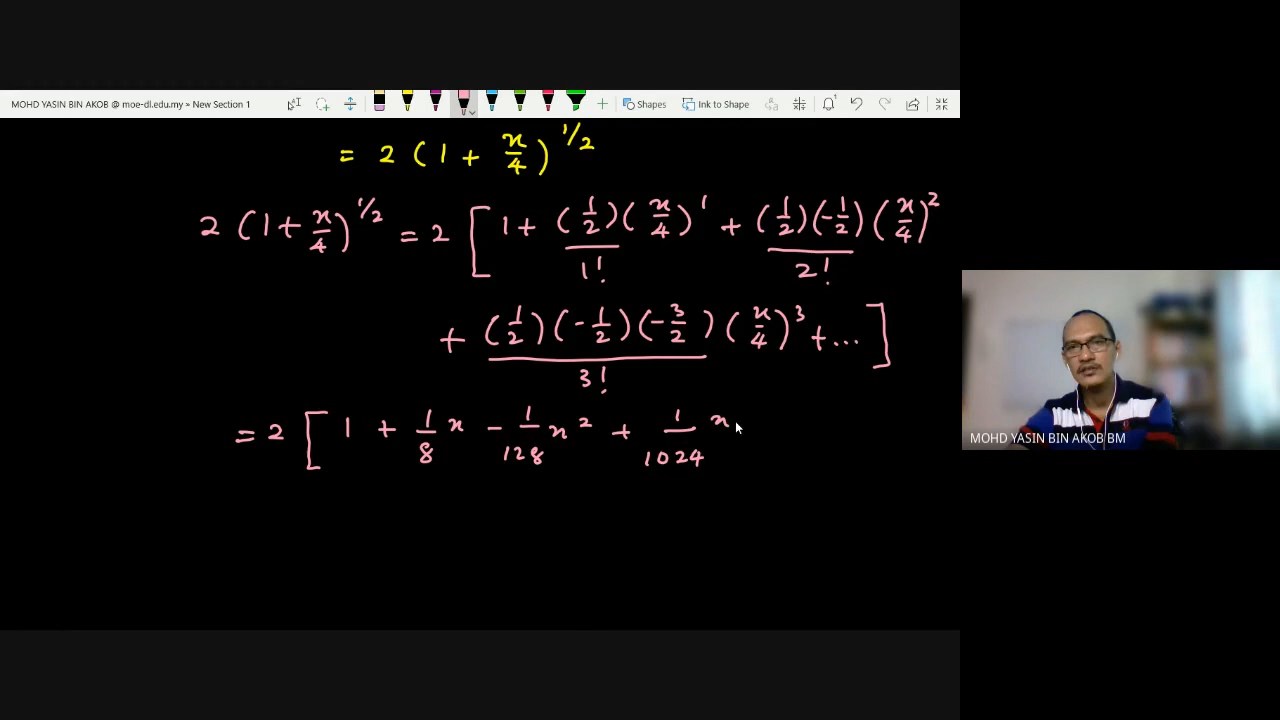 MOHD YASIN BIN AKOB @ moe-dl.edu.my » New Section 1
Shapes
Ink to Shape
= 2 (1 + x/4)^1/2
2 (1 + x/4)^1/2 = 2 [ 1 + (1/2)/1! (x/4)^1 + (1/2)(-1/2)/2! (x/4)^2
+ (1/2)(-1/2)(-3/2)/3! (x/4)^3 + ... ]
= 2 [ 1 + 1/8 x - 1/128 x^2 + 1/1024 x
MOHD YASIN BIN AKOB BM